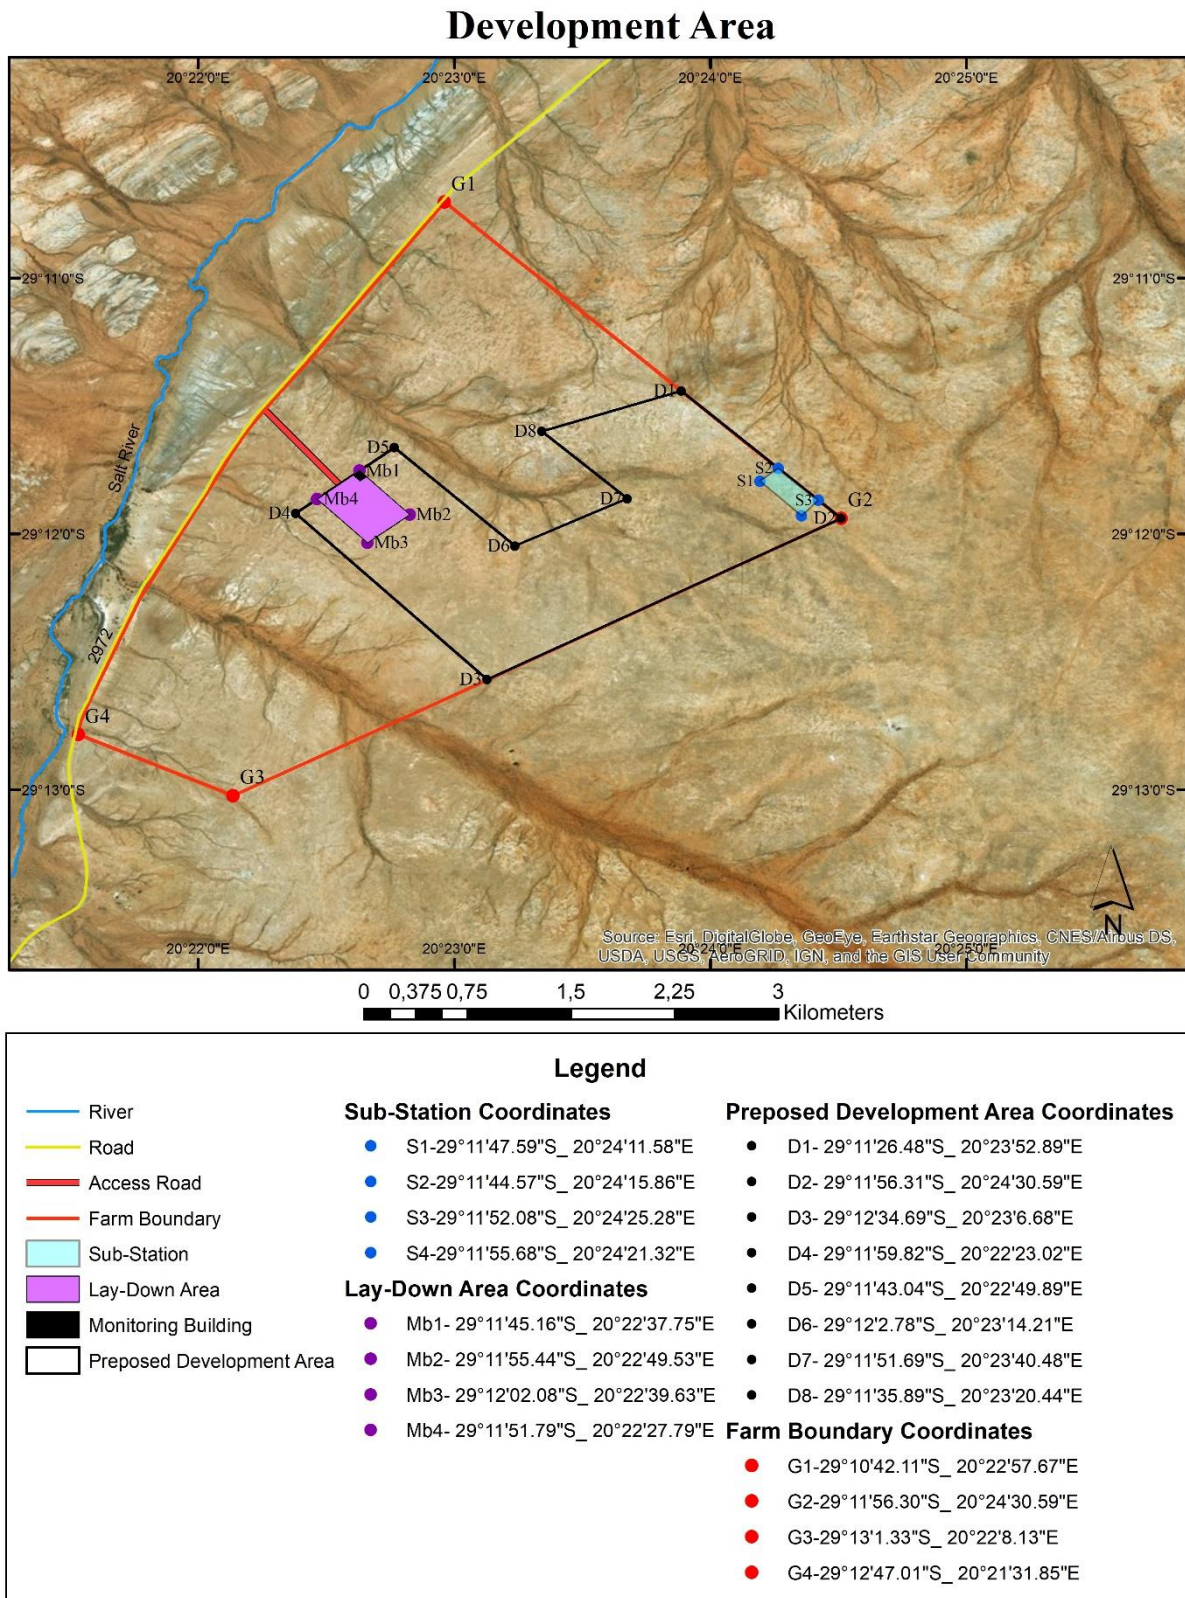 Development Area
20°22'0"E 20°23'0"E 20°24'0"E 20°25'0"E
G1
29°11'0"S 29°11'0"S
D1
D8
D5
Salt River
Mb1
S2
S1
Mb4
D7
S3 G2
D4
Mb2
D2
29°12'0"S 29°12'0"S
Mb3
D6
2972
D3
G4
G3
29°13'0"S 29°13'0"S
N
20°22'0"E 20°23'0"E 20°24'0"E 20°25'0"E
Source: Esri, DigitalGlobe, GeoEye, Earthstar Geographics, CNES/Airbus DS,
USDA, USGS, AeroGRID, IGN, and the GIS User Community
0 0,375 0,75 1,5 2,25 3
Kilometers
Legend
River
Road
Access Road
Farm Boundary
Sub-Station
Lay-Down Area
Monitoring Building
Preposed Development Area
Sub-Station Coordinates
S1-29°11'47.59"S_ 20°24'11.58"E
S2-29°11'44.57"S_ 20°24'15.86"E
S3-29°11'52.08"S_ 20°24'25.28"E
S4-29°11'55.68"S_ 20°24'21.32"E
Lay-Down Area Coordinates
Mb1- 29°11'45.16"S_ 20°22'37.75"E
Mb2- 29°11'55.44"S_ 20°22'49.53"E
Mb3- 29°12'02.08"S_ 20°22'39.63"E
Mb4- 29°11'51.79"S_ 20°22'27.79"E
Preposed Development Area Coordinates
D1- 29°11'26.48"S_ 20°23'52.89"E
D2- 29°11'56.31"S_ 20°24'30.59"E
D3- 29°12'34.69"S_ 20°23'6.68"E
D4- 29°11'59.82"S_ 20°22'23.02"E
D5- 29°11'43.04"S_ 20°22'49.89"E
D6- 29°12'2.78"S_ 20°23'14.21"E
D7- 29°11'51.69"S_ 20°23'40.48"E
D8- 29°11'35.89"S_ 20°23'20.44"E
Farm Boundary Coordinates
G1-29°10'42.11"S_ 20°22'57.67"E
G2-29°11'56.30"S_ 20°24'30.59"E
G3-29°13'1.33"S_ 20°22'8.13"E
G4-29°12'47.01"S_ 20°21'31.85"E